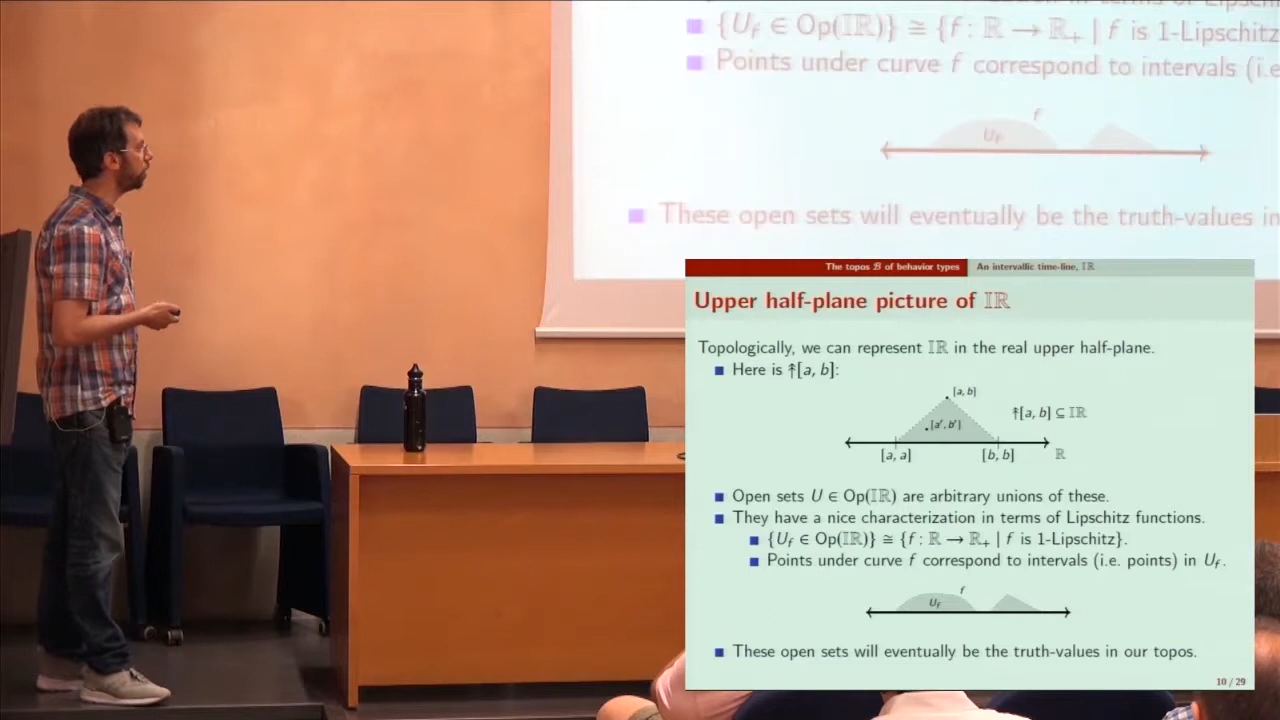 {U_f ∈ Op(𝕀ℝ)} ≅ {f : ℝ → ℝ₊ | f is 1-Lipschitz
Points under curve f correspond to intervals (i.e
f
U_f
These open sets will eventually be the truth-values in
The topos 𝓑 of behavior types An intervallic time-line, 𝕀ℝ
Upper half-plane picture of 𝕀ℝ
Topologically, we can represent 𝕀ℝ in the real upper half-plane.
Here is ↟[a, b]:
[a, b]
↟[a, b] ⊆ 𝕀ℝ
[a′, b′]
[a, a] [b, b] ℝ
Open sets U ∈ Op(𝕀ℝ) are arbitrary unions of these.
They have a nice characterization in terms of Lipschitz functions.
{U_f ∈ Op(𝕀ℝ)} ≅ {f : ℝ → ℝ₊ | f is 1-Lipschitz}.
Points under curve f correspond to intervals (i.e. points) in U_f.
f
U_f
These open sets will eventually be the truth-values in our topos.
10 / 29